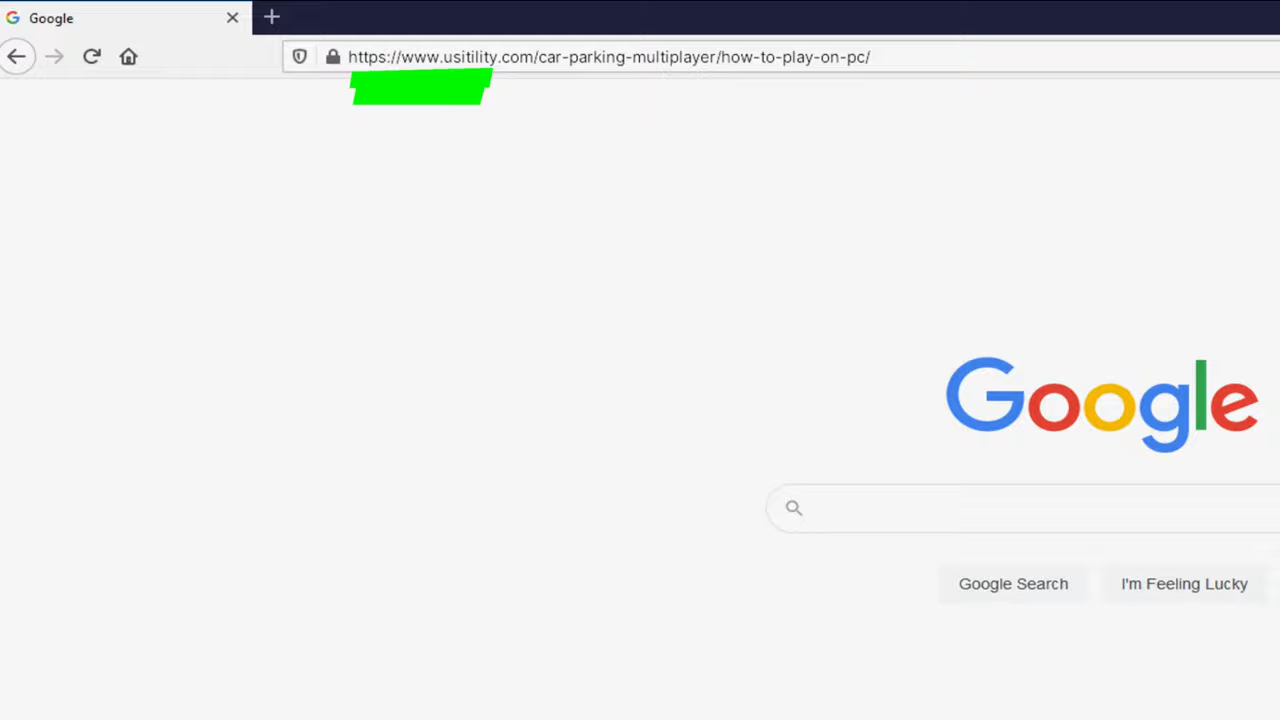 Google
https://www.usitility.com/car-parking-multiplayer/how-to-play-on-pc/
Google
Google Search
I'm Feeling Lucky